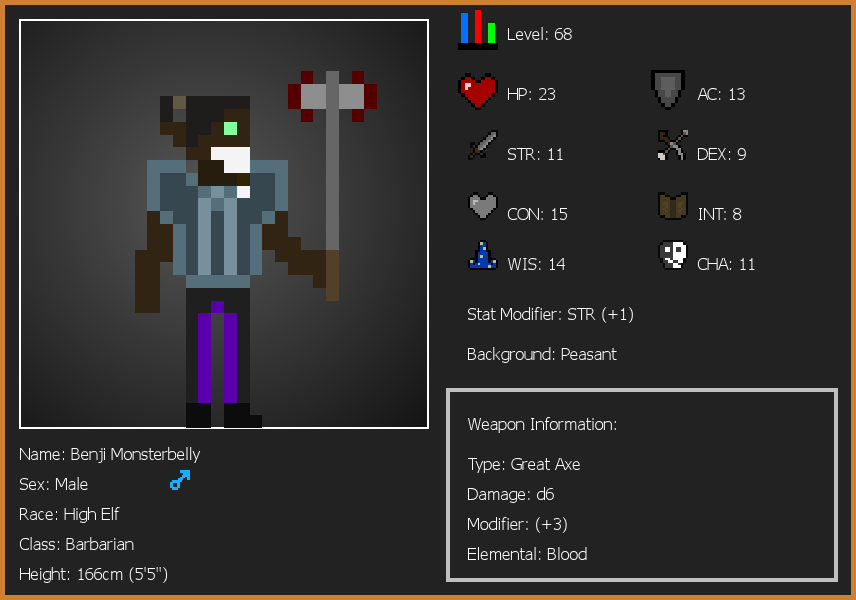 Level: 68
HP: 23
AC: 13
STR: 11
DEX: 9
CON: 15
INT: 8
WIS: 14
CHA: 11
Stat Modifier: STR (+1)
Background: Peasant
Weapon Information:
Type: Great Axe
Damage: d6
Modifier: (+3)
Elemental: Blood
Name: Benji Monsterbelly
Sex: Male
Race: High Elf
Class: Barbarian
Height: 166cm (5'5")